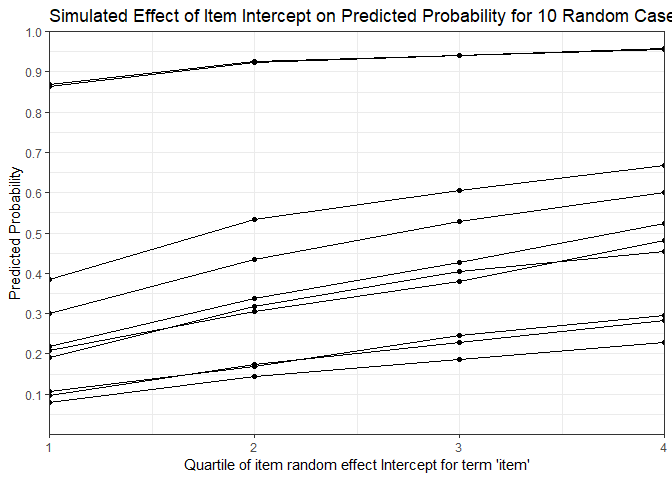 Simulated Effect of Item Intercept on Predicted Probability for 10 Random Case
1.0
0.9
0.8
0.7
0.6
0.5
0.4
0.3
0.2
0.1
Predicted Probability
1 2 3 4
Quartile of item random effect Intercept for term 'item'